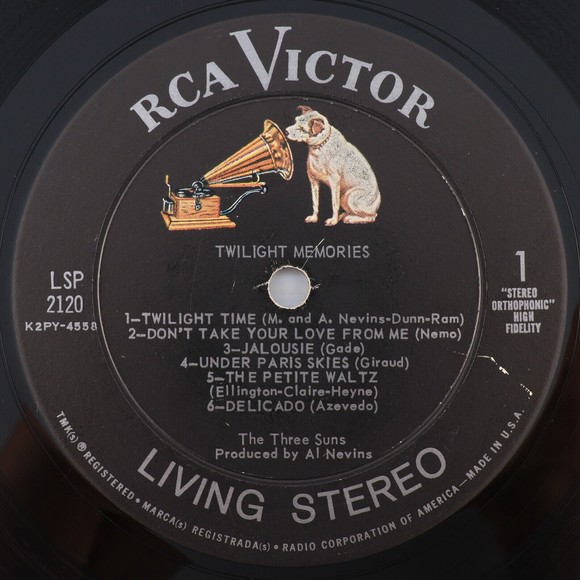 RCA VICTOR
TWILIGHT MEMORIES
LSP
2120
K2PY-4558
1
"STEREO
ORTHOPHONIC"
HIGH
FIDELITY
1—TWILIGHT TIME (M. and A. Nevins-Dunn-Ram)
2—DON'T TAKE YOUR LOVE FROM ME (Nemo)
3—JALOUSIE (Gade)
4—UNDER PARIS SKIES (Giraud)
5—THE PETITE WALTZ
(Ellington-Claire-Heyne)
6—DELICADO (Azevedo)
The Three Suns
Produced by Al Nevins
LIVING STEREO
TMK(s) ® REGISTERED • MARCA(s) REGISTRADA(s) • RADIO CORPORATION OF AMERICA—MADE IN U.S.A.